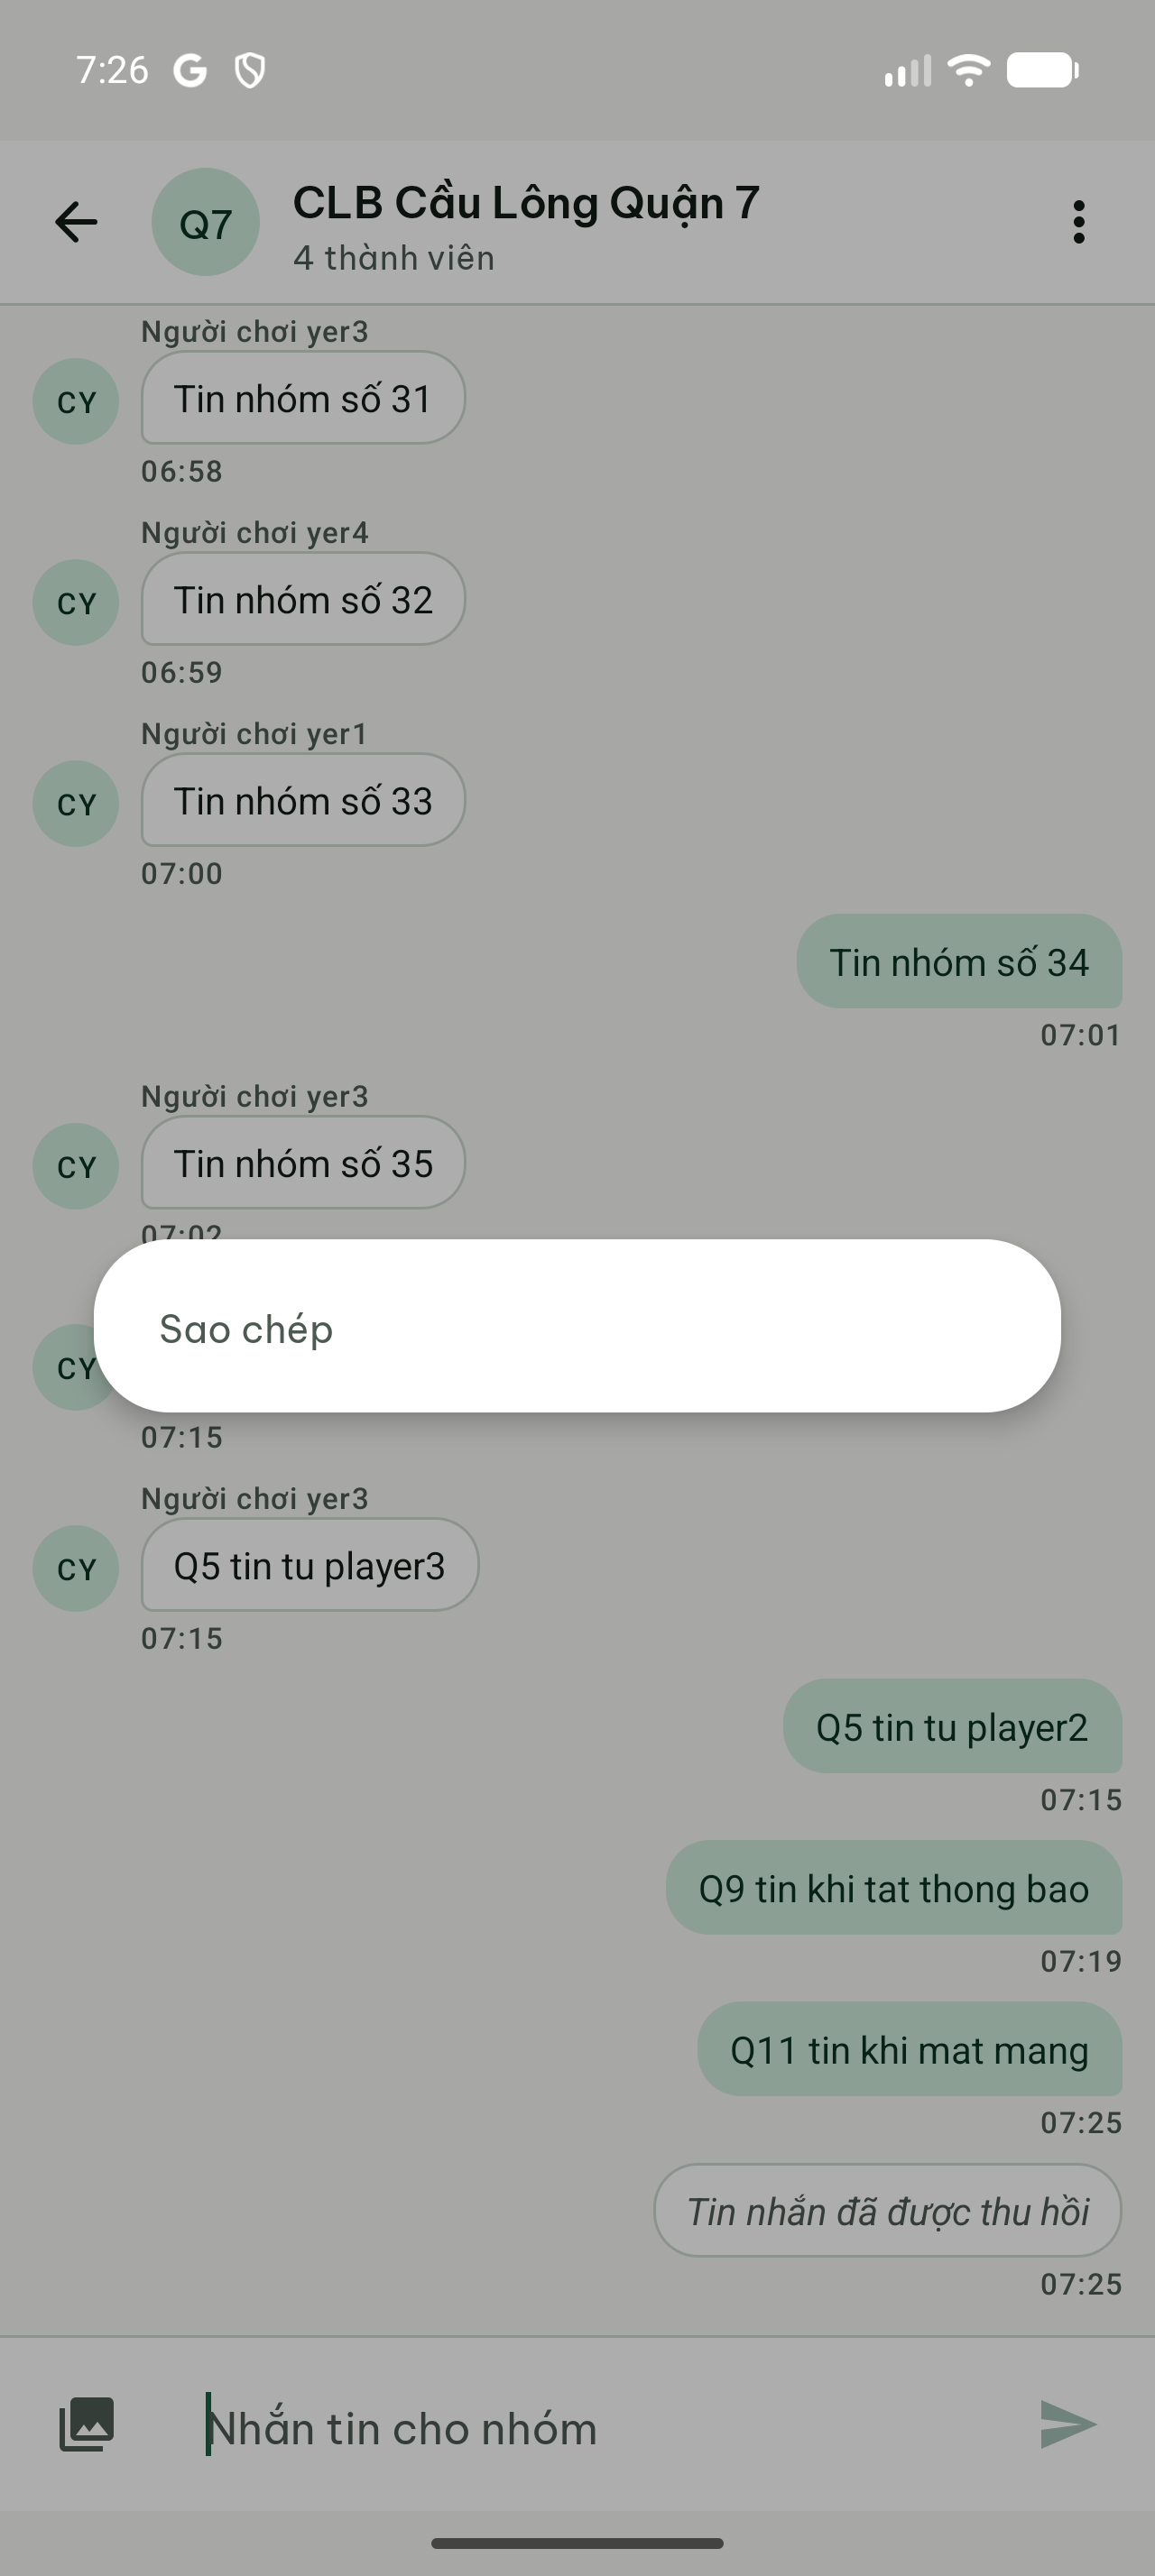 7:26
Q7
CLB Cầu Lông Quận 7
4 thành viên
Người chơi yer3
CY
Tin nhóm số 31
06:58
Người chơi yer4
CY
Tin nhóm số 32
06:59
Người chơi yer1
CY
Tin nhóm số 33
07:00
Tin nhóm số 34
07:01
Người chơi yer3
CY
Tin nhóm số 35
07:02
Sao chép
CY
07:15
Người chơi yer3
CY
Q5 tin tu player3
07:15
Q5 tin tu player2
07:15
Q9 tin khi tat thong bao
07:19
Q11 tin khi mat mang
07:25
Tin nhắn đã được thu hồi
07:25
Nhắn tin cho nhóm